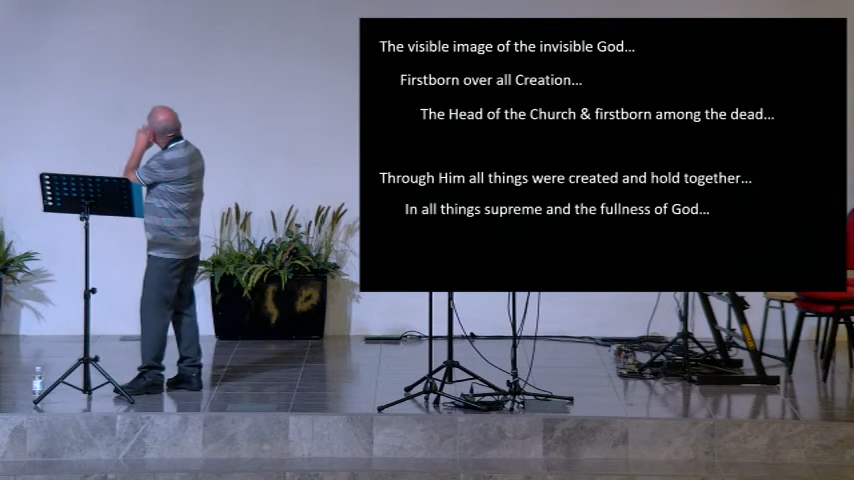 The visible image of the invisible God...
Firstborn over all Creation...
The Head of the Church & firstborn among the dead...
Through Him all things were created and hold together...
In all things supreme and the fullness of God...